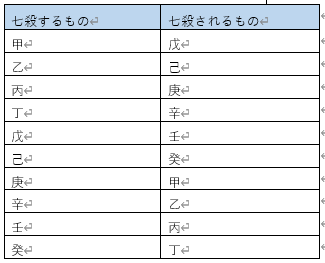 七殺するもの 七殺されるもの
甲 戊
乙 己
丙 庚
丁 辛
戊 壬
己 癸
庚 甲
辛 乙
壬 丙
癸 丁